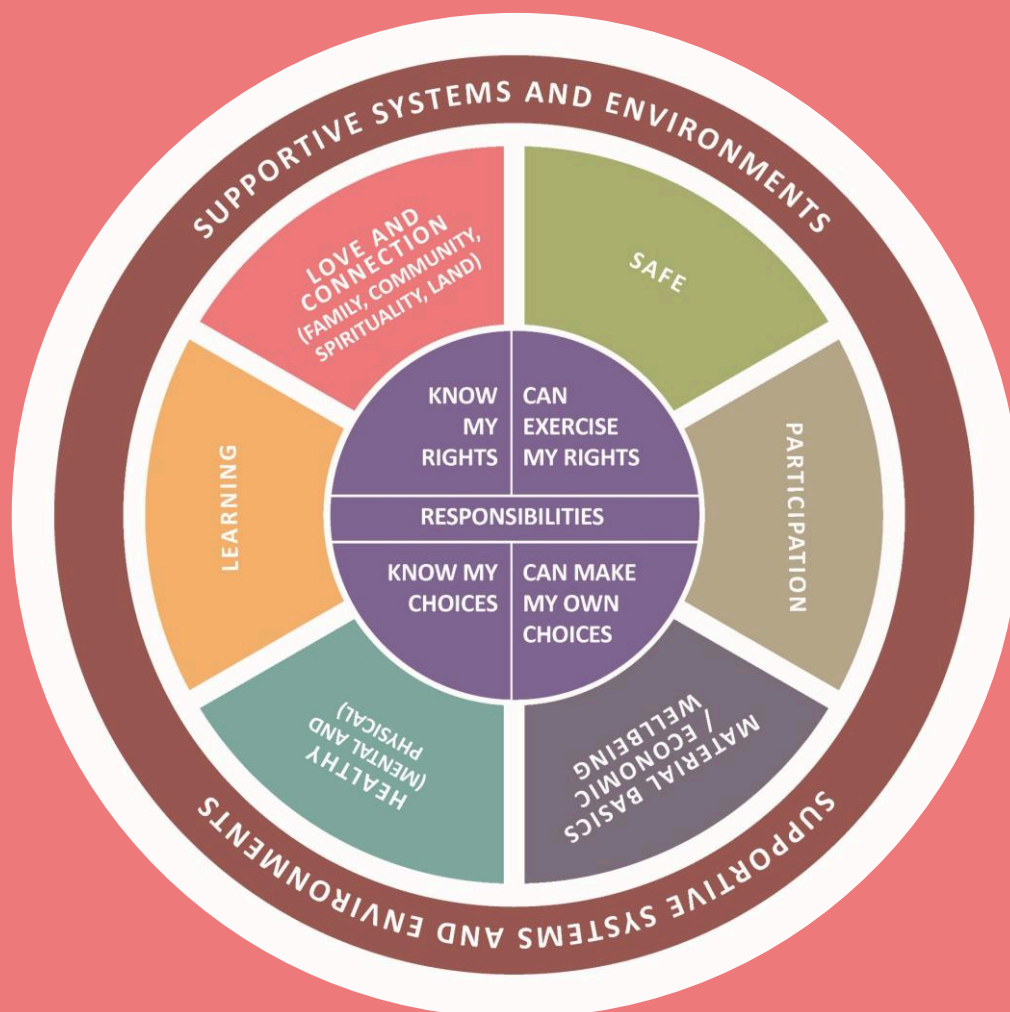 SUPPORTIVE SYSTEMS AND ENVIRONMENTS
LOVE AND
CONNECTION
(FAMILY, COMMUNITY,
SPIRITUALITY, LAND)
SAFE
PARTICIPATION
MATERIAL BASICS
/ ECONOMIC
WELLBEING
HEALTHY
(MENTAL AND
PHYSICAL)
LEARNING
KNOW
MY
RIGHTS
CAN
EXERCISE
MY RIGHTS
RESPONSIBILITIES
KNOW MY
CHOICES
CAN MAKE
MY OWN
CHOICES
SUPPORTIVE SYSTEMS AND ENVIRONMENTS